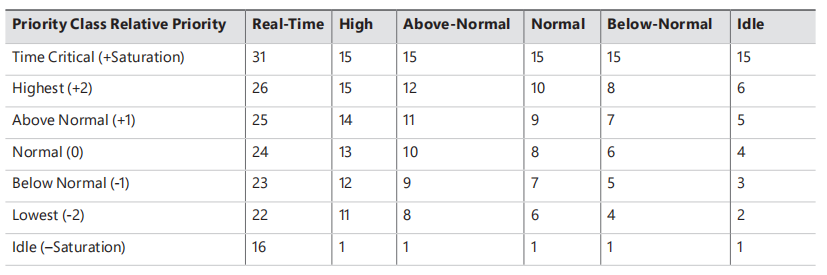 Priority Class Relative Priority Real-Time High Above-Normal Normal Below-Normal Idle
Time Critical (+Saturation) 31 15 15 15 15 15
Highest (+2) 26 15 12 10 8 6
Above Normal (+1) 25 14 11 9 7 5
Normal (0) 24 13 10 8 6 4
Below Normal (-1) 23 12 9 7 5 3
Lowest (-2) 22 11 8 6 4 2
Idle (–Saturation) 16 1 1 1 1 1